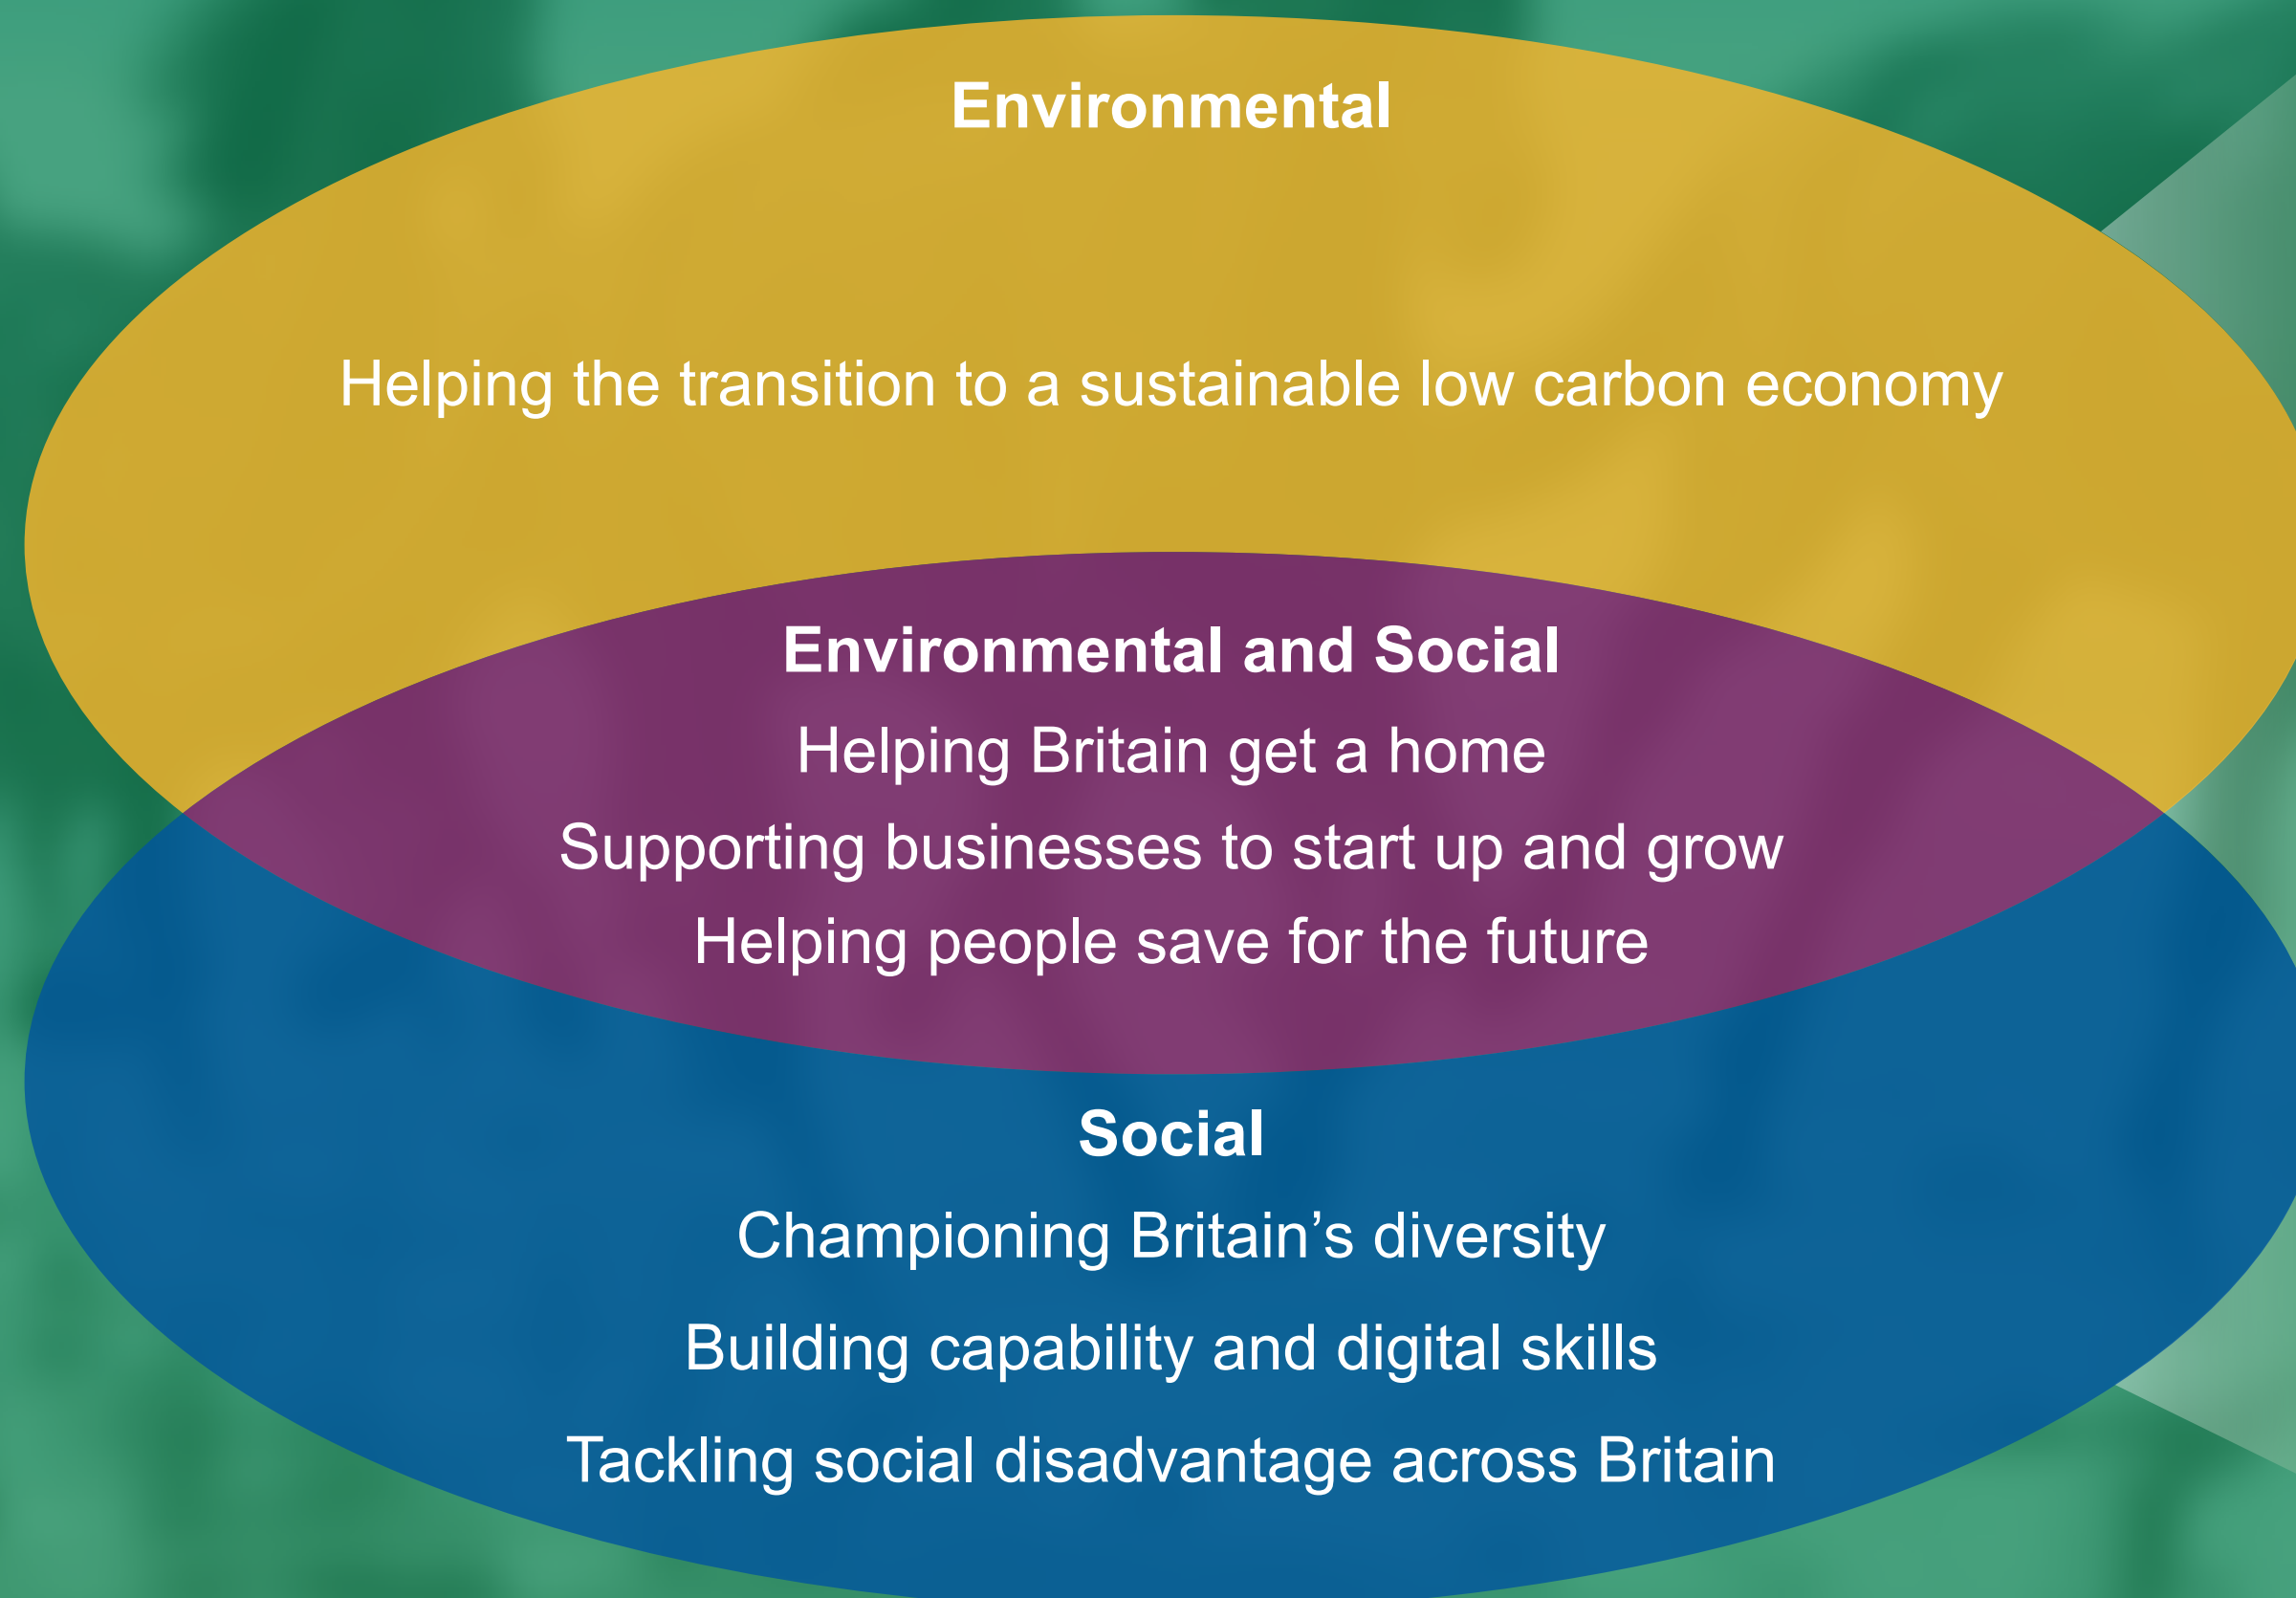 Environmental
Helping the transition to a sustainable low carbon economy
Environmental and Social
Helping Britain get a home
Supporting businesses to start up and grow
Helping people save for the future
Social
Championing Britain’s diversity
Building capability and digital skills
Tackling social disadvantage across Britain